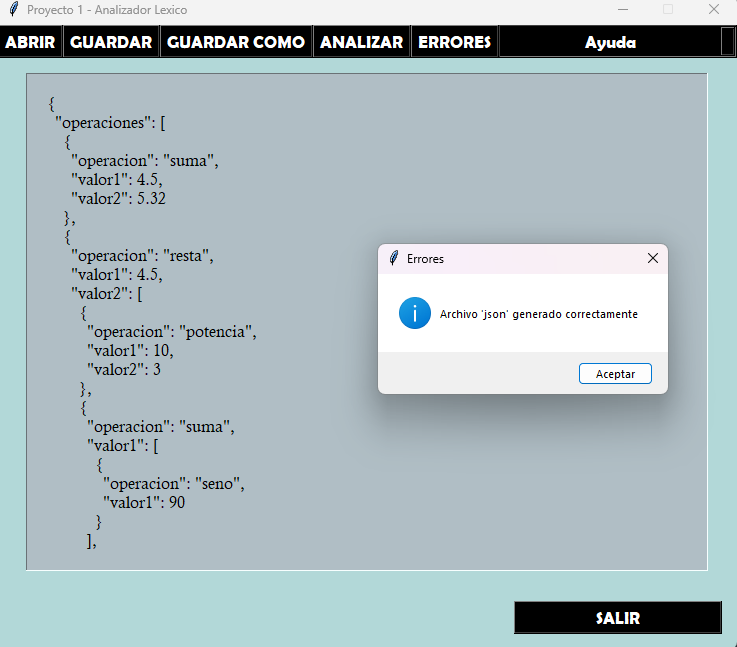 Proyecto 1 - Analizador Lexico
ABRIR GUARDAR GUARDAR COMO ANALIZAR ERRORES Ayuda
{
"operaciones": [
{
"operacion": "suma",
"valor1": 4.5,
"valor2": 5.32
},
{
"operacion": "resta",
"valor1": 4.5,
"valor2": [
{
"operacion": "potencia",
"valor1": 10,
"valor2": 3
},
{
"operacion": "suma",
"valor1": [
{
"operacion": "seno",
"valor1": 90
}
],
Errores
Archivo 'json' generado correctamente
Aceptar
SALIR